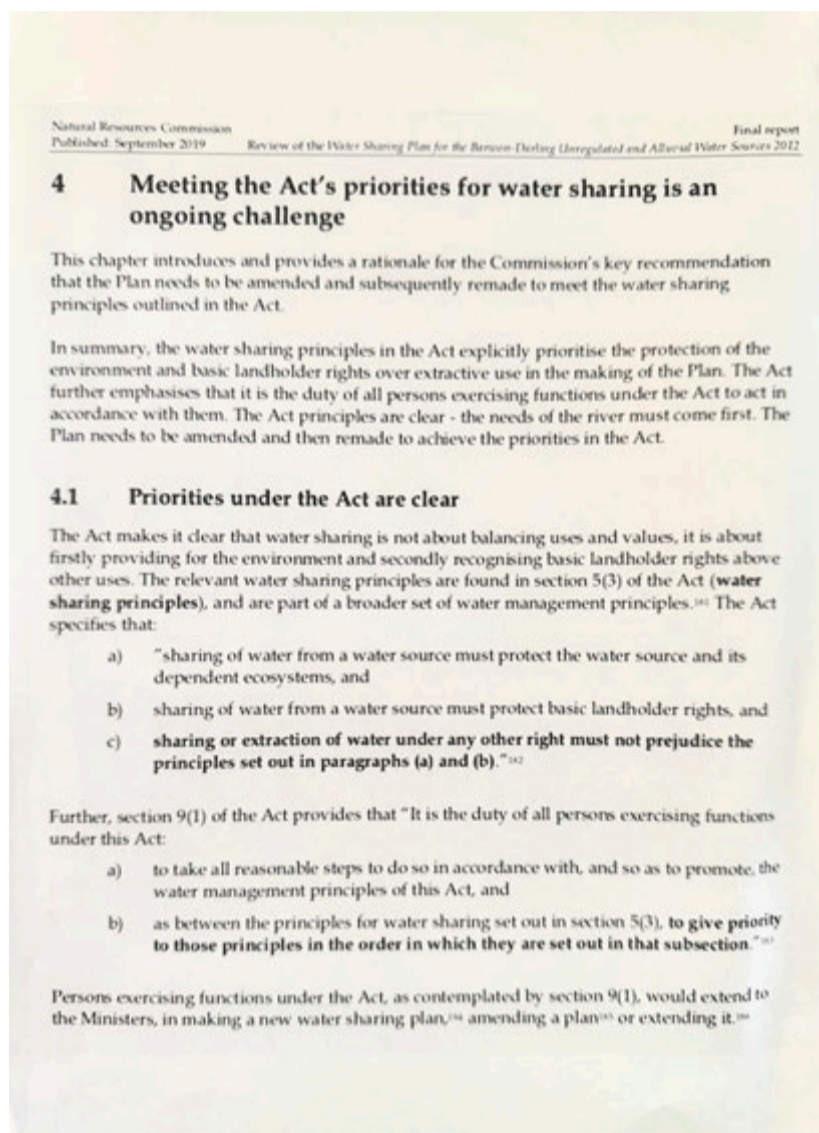 Natural Resources Commission
Final report
Published: September 2019
Review of the Water Sharing Plan for the Barwon-Darling Unregulated and Alluvial Water Sources 2012
4 Meeting the Act's priorities for water sharing is an
ongoing challenge
This chapter introduces and provides a rationale for the Commission's key recommendation
that the Plan needs to be amended and subsequently remade to meet the water sharing
principles outlined in the Act.
In summary, the water sharing principles in the Act explicitly prioritise the protection of the
environment and basic landholder rights over extractive use in the making of the Plan. The Act
further emphasises that it is the duty of all persons exercising functions under the Act to act in
accordance with them. The Act principles are clear - the needs of the river must come first. The
Plan needs to be amended and then remade to achieve the priorities in the Act.
4.1 Priorities under the Act are clear
The Act makes it clear that water sharing is not about balancing uses and values, it is about
firstly providing for the environment and secondly recognising basic landholder rights above
other uses. The relevant water sharing principles are found in section 5(3) of the Act (water
sharing principles), and are part of a broader set of water management principles. The Act
specifies that:
a) "sharing of water from a water source must protect the water source and its
dependent ecosystems, and
b) sharing of water from a water source must protect basic landholder rights, and
c) sharing or extraction of water under any other right must not prejudice the
principles set out in paragraphs (a) and (b)."
Further, section 9(1) of the Act provides that "It is the duty of all persons exercising functions
under this Act:
a) to take all reasonable steps to do so in accordance with, and so as to promote, the
water management principles of this Act, and
b) as between the principles for water sharing set out in section 5(3), to give priority
to those principles in the order in which they are set out in that subsection."
Persons exercising functions under the Act, as contemplated by section 9(1), would extend to
the Ministers, in making a new water sharing plan, amending a plan or extending it.